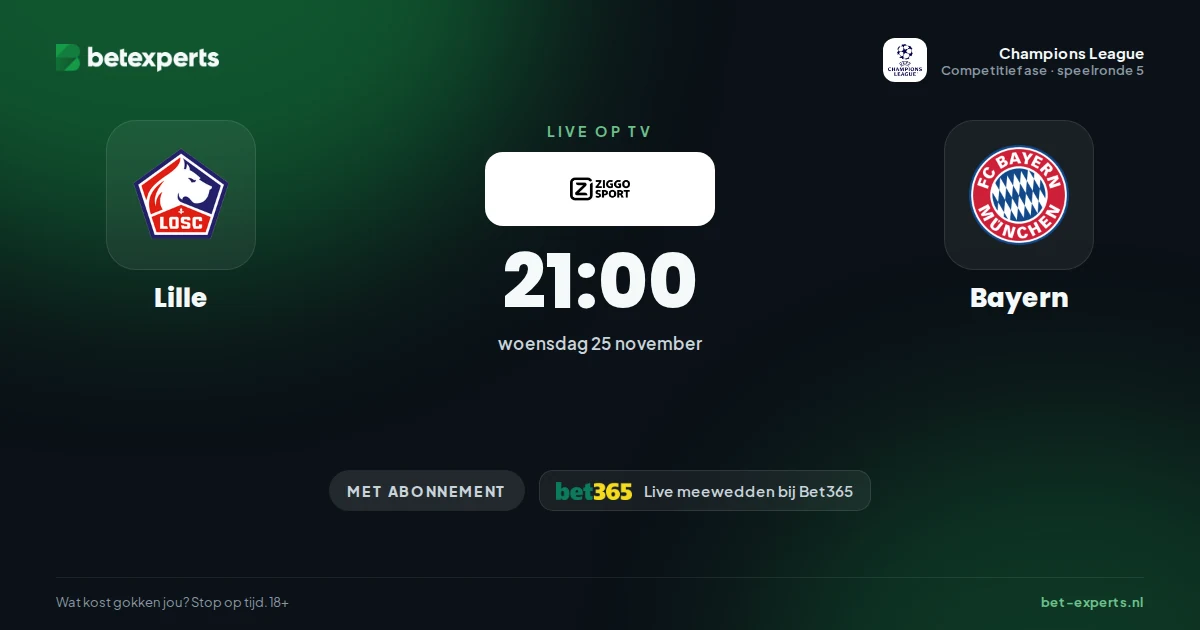 betexperts
CHAMPIONS
LEAGUE
Champions League
Competitiefase · speelronde 5
LIVE OP TV
ZIGGO
SPORT
LOSC
FC BAYERN
MÜNCHEN
21:00
Lille
Bayern
woensdag 25 november
MET ABONNEMENT
bet365
Live meewedden bij Bet365
Wat kost gokken jou? Stop op tijd. 18+
bet-experts.nl